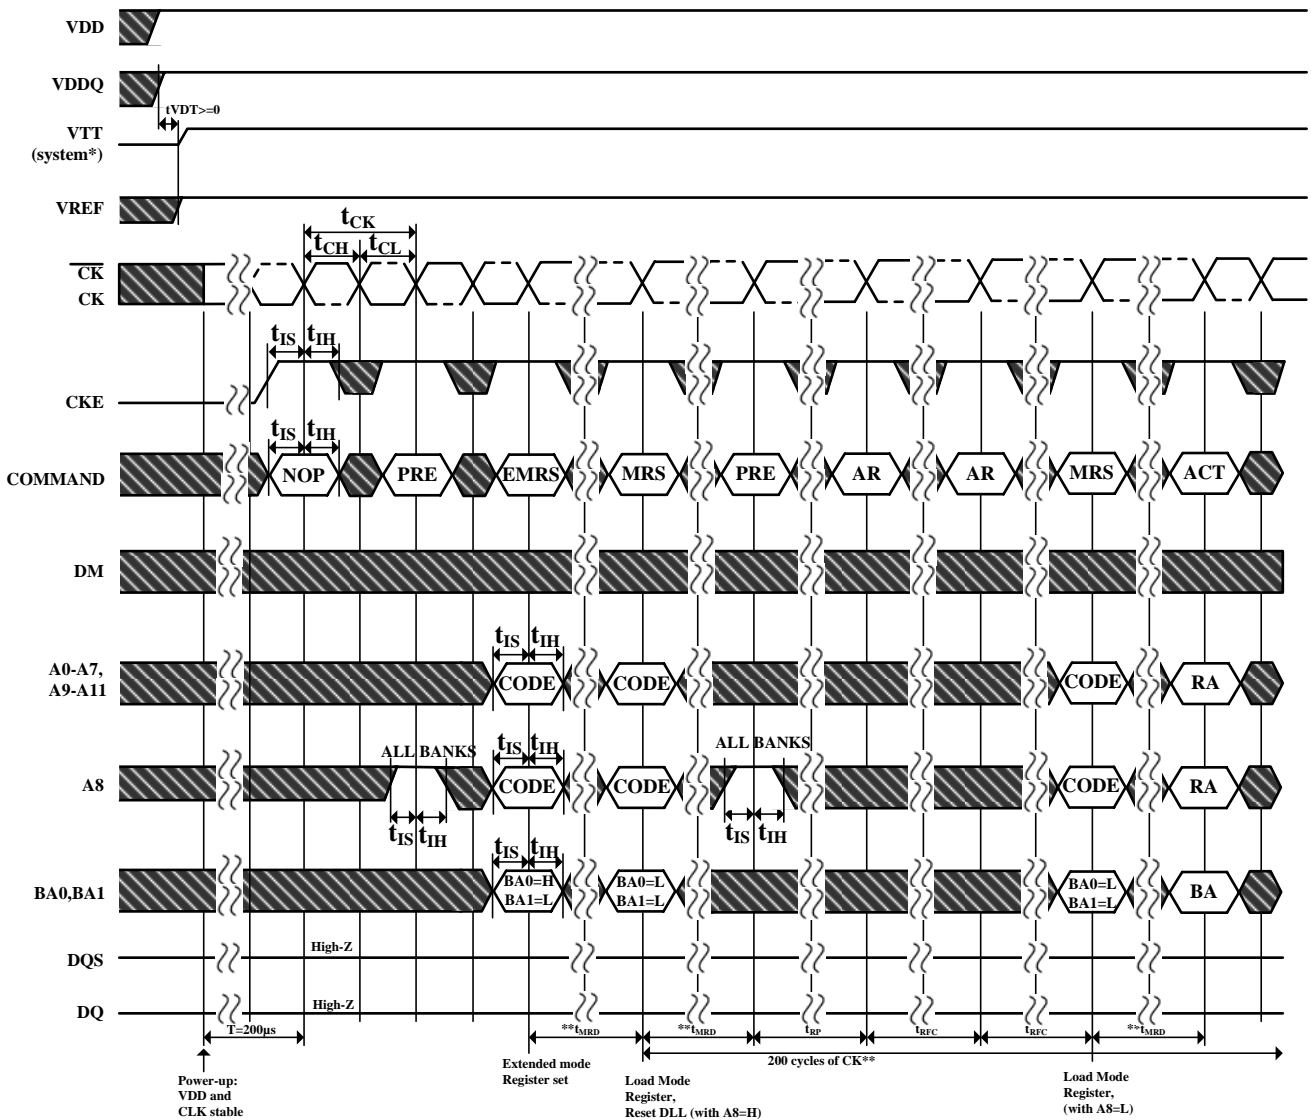 VDD
VDDQ
tVDT>=0
VTT
(system*)
VREF
tCK
tCH tCL
CK
CK
tIS tIH
CKE
tIS tIH
COMMAND NOP PRE EMRS MRS PRE AR AR MRS ACT
DM
tIS tIH
A0-A7,
A9-A11
CODE CODE CODE RA
ALL BANKS tIS tIH ALL BANKS
A8 CODE CODE CODE RA
tIS tIH tIS tIH
tIS tIH
BA0,BA1
BA0=H BA0=L BA0=L
BA1=L BA1=L BA1=L
BA
High-Z
DQS
High-Z
DQ
T=200µs **tMRD **tMRD tRP tRFC tRFC **tMRD
200 cycles of CK**
Power-up:
VDD and
CLK stable
Extended mode
Register set
Load Mode
Register,
Reset DLL (with A8=H)
Load Mode
Register,
(with A8=L)